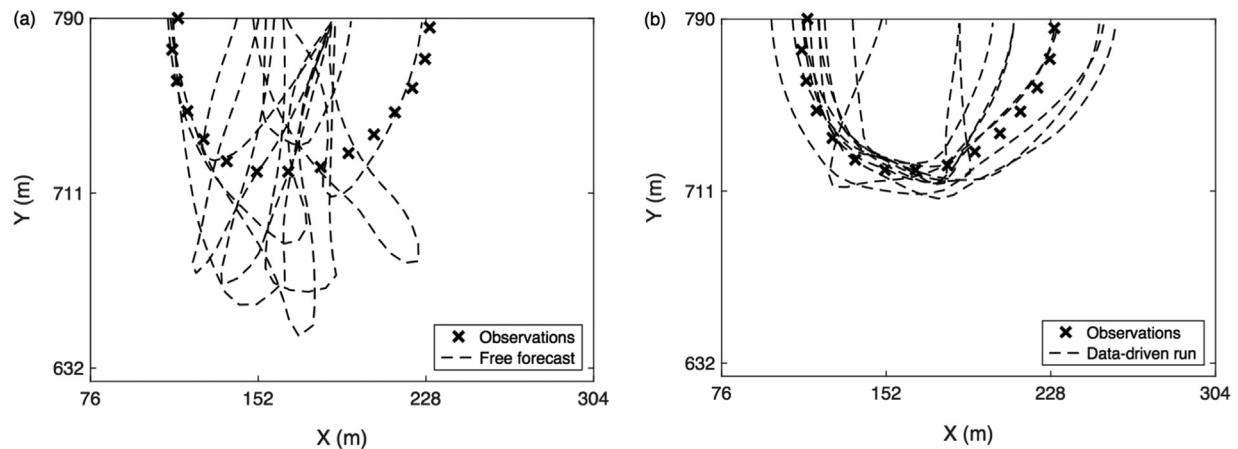 (a)
790
711
632
Y (m)
76
152
228
304
X (m)
Observations
Free forecast
(b)
790
711
632
Y (m)
76
152
228
304
X (m)
Observations
Data-driven run